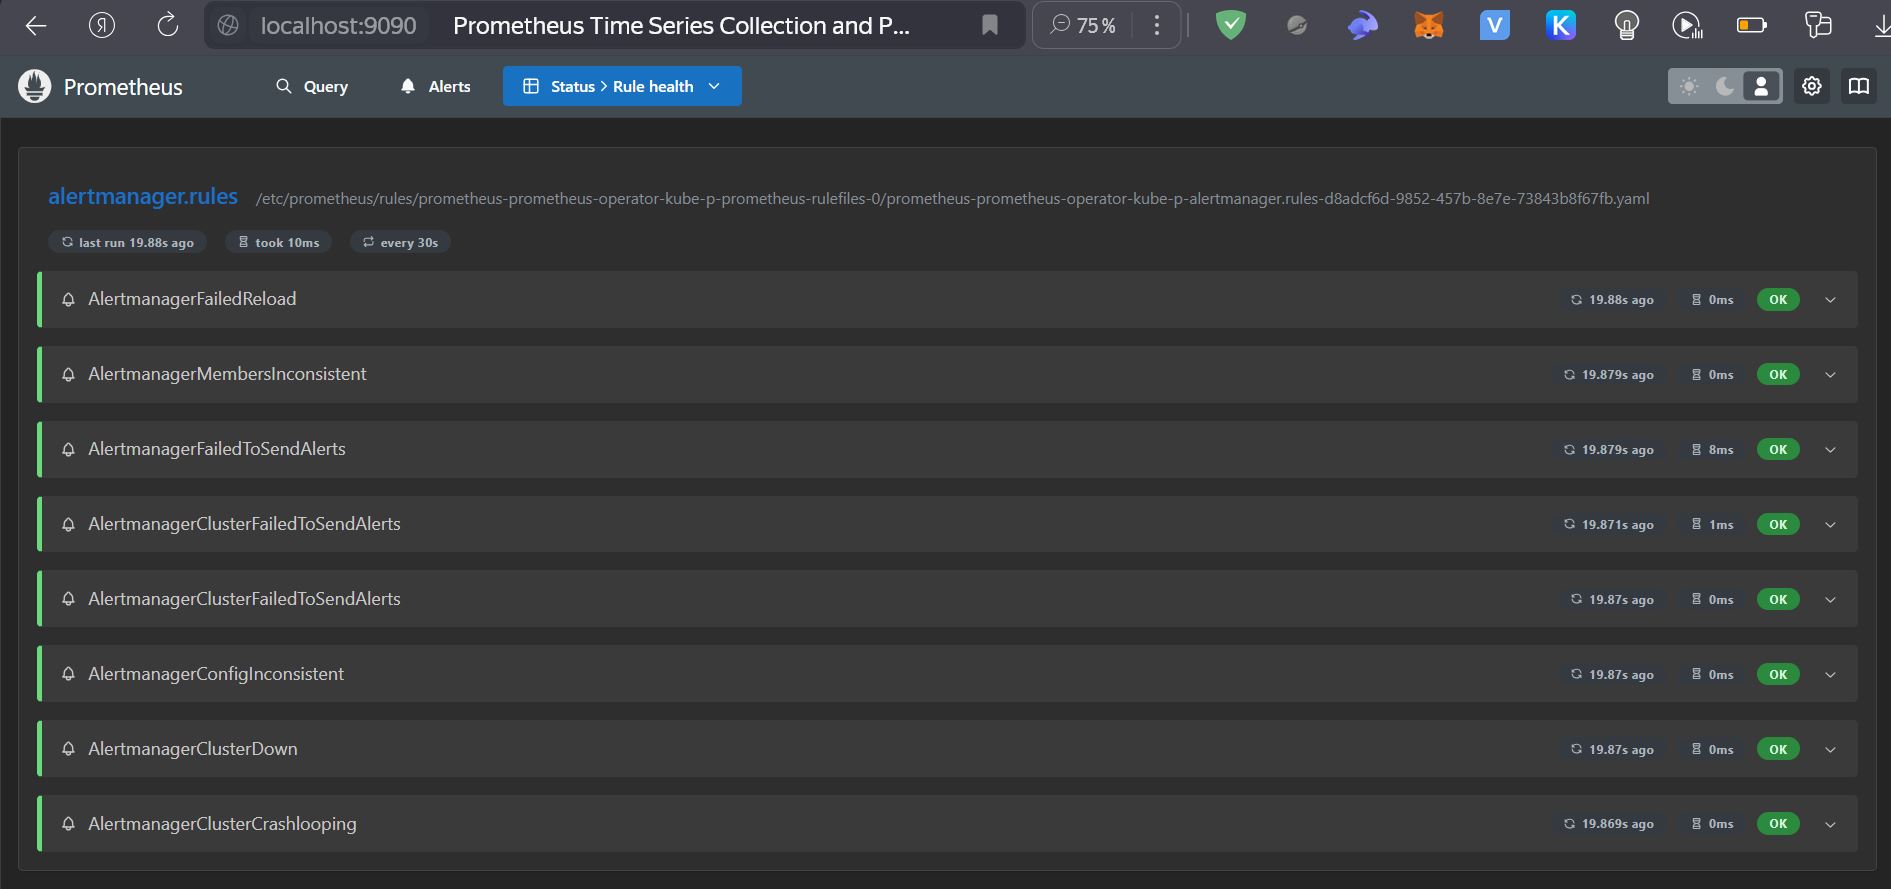 Я localhost:9090 Prometheus Time Series Collection and P... 75 % V K
Prometheus Query Alerts Status > Rule health
alertmanager.rules /etc/prometheus/rules/prometheus-prometheus-operator-kube-p-prometheus-rulefiles-0/prometheus-prometheus-operator-kube-p-alertmanager.rules-d8adcf6d-9852-457b-8e7e-73843b8f67fb.yaml
last run 19.88s ago took 10ms every 30s
AlertmanagerFailedReload 19.88s ago 0ms OK
AlertmanagerMembersInconsistent 19.879s ago 0ms OK
AlertmanagerFailedToSendAlerts 19.879s ago 8ms OK
AlertmanagerClusterFailedToSendAlerts 19.871s ago 1ms OK
AlertmanagerClusterFailedToSendAlerts 19.87s ago 0ms OK
AlertmanagerConfigInconsistent 19.87s ago 0ms OK
AlertmanagerClusterDown 19.87s ago 0ms OK
AlertmanagerClusterCrashlooping 19.869s ago 0ms OK